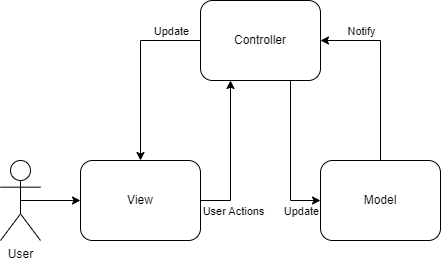 Controller
Update
Notify
View
User Actions
Update
Model
User